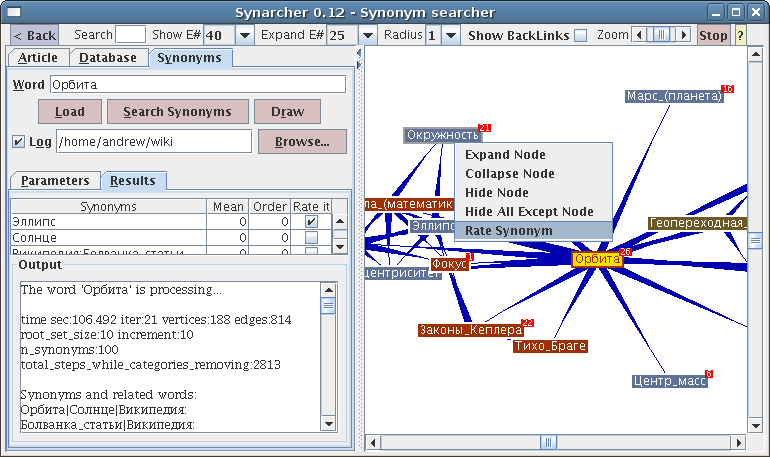 Synarcher 0.12 - Synonym searcher
< Back Search Show E# 40 Expand E# 25 Radius 1 Show BackLinks Zoom Stop ?
Article Database Synonyms
Word Орбита
Load Search Synonyms Draw
Log /home/andrew/wiki Browse...
Parameters Results
Synonyms Mean Order Rate it
Эллипс 0 0
Солнце 0 0
Википедия:Болванка_статьи 0 0
Output
The word 'Орбита' is processing...
time sec:106.492 iter:21 vertices:188 edges:814
root_set_size:10 increment:10
n_synonyms:100
total_steps_while_categories_removing:2813
Synonyms and related words:
Орбита|Солнце|Википедия:
Болванка_статьи|Википедия:
Марс_(планета) 16
Окружность 21
Expand Node
Collapse Node
Hide Node
Hide All Except Node
Rate Synonym
ла_(математик
Эллипс
Геопереходная_
Орбита 26
Фокус 1
центрисите
Законы_Кеплера 22
Тихо_Браге
Центр_масс 6